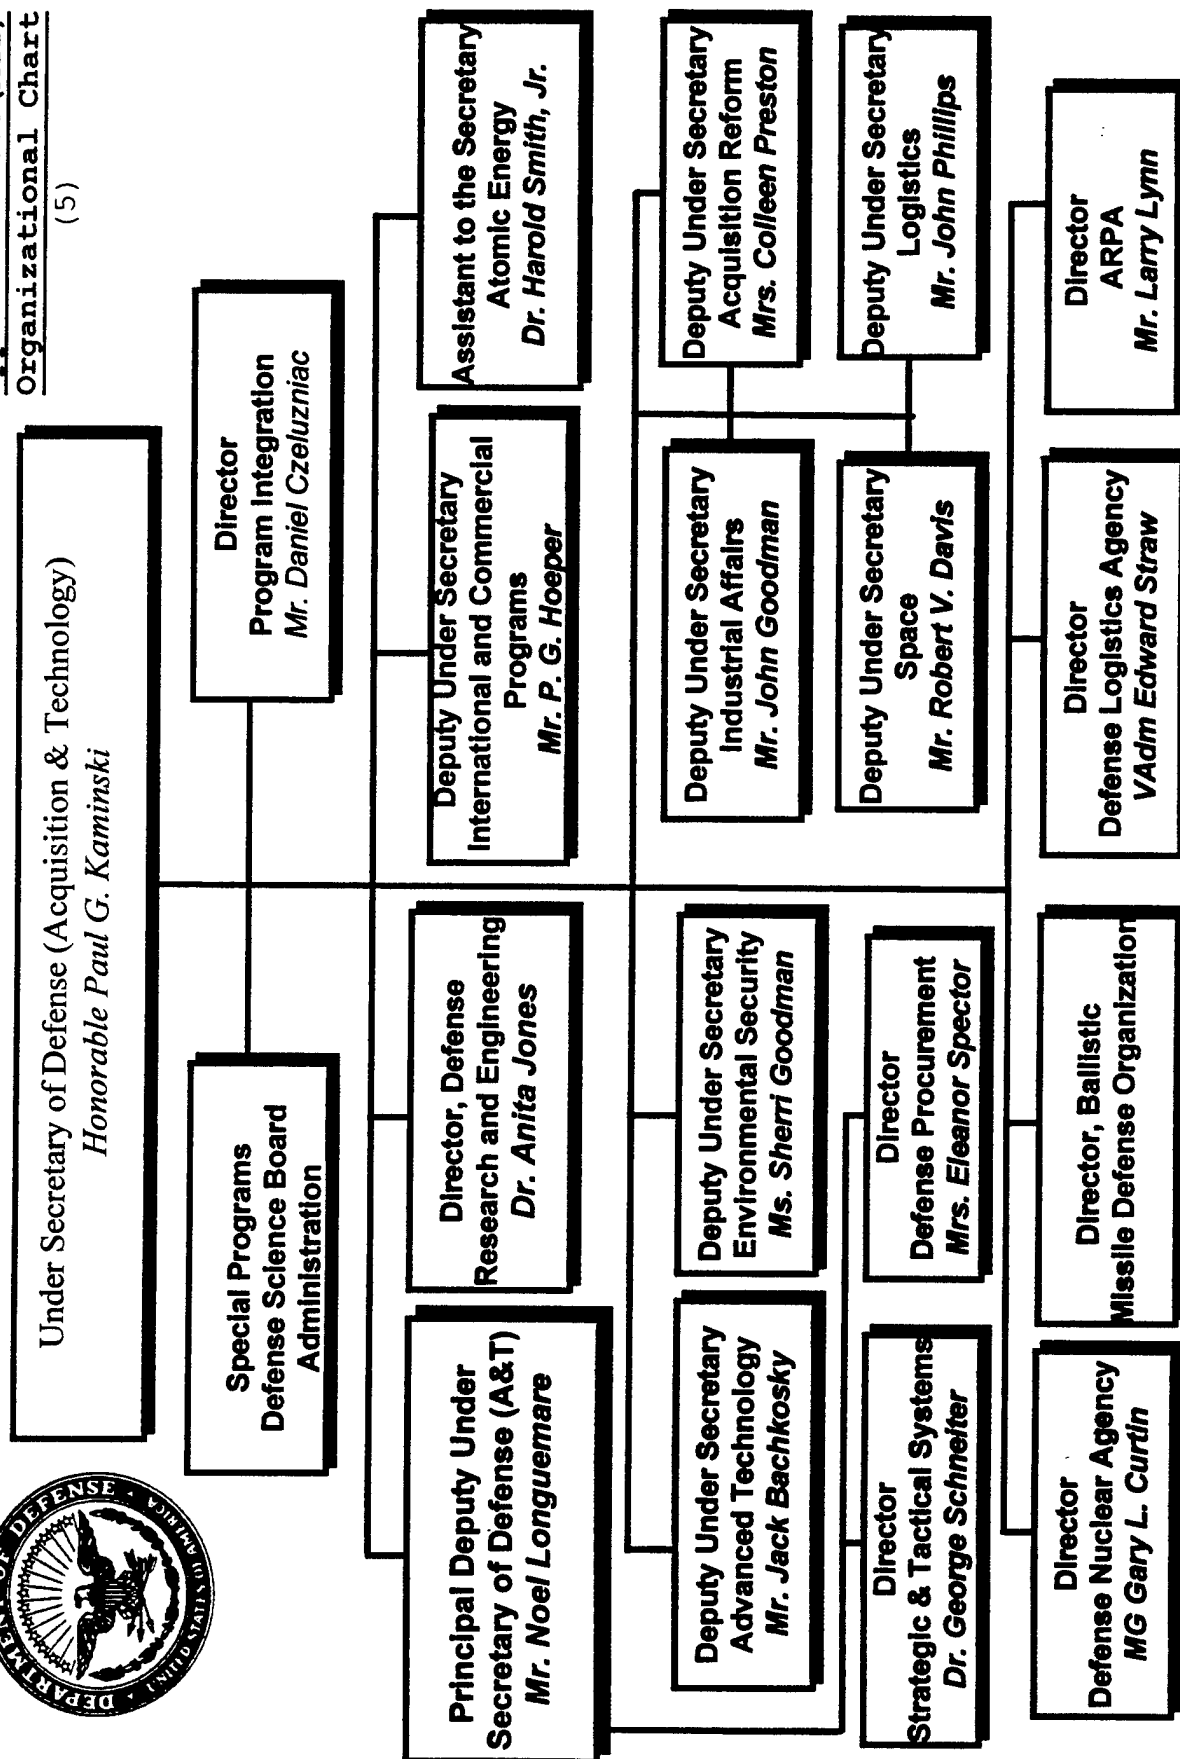 Organizational Chart
(5)
DEPARTMENT OF DEFENSE
UNITED STATES OF AMERICA
Under Secretary of Defense (Acquisition & Technology)
Honorable Paul G. Kaminski
Special Programs
Defense Science Board
Administration
Director
Program Integration
Mr. Daniel Czeluzniac
Principal Deputy Under
Secretary of Defense (A&T)
Mr. Noel Longuemare
Director, Defense
Research and Engineering
Dr. Anita Jones
Deputy Under Secretary
International and Commercial
Programs
Mr. P. G. Hoeper
Assistant to the Secretary
Atomic Energy
Dr. Harold Smith, Jr.
Deputy Under Secretary
Advanced Technology
Mr. Jack Bachkosky
Deputy Under Secretary
Environmental Security
Ms. Sherri Goodman
Deputy Under Secretary
Industrial Affairs
Mr. John Goodman
Deputy Under Secretary
Acquisition Reform
Mrs. Colleen Preston
Director
Strategic & Tactical Systems
Dr. George Schneiter
Director
Defense Procurement
Mrs. Eleanor Spector
Deputy Under Secretary
Space
Mr. Robert V. Davis
Deputy Under Secretary
Logistics
Mr. John Phillips
Director
Defense Nuclear Agency
MG Gary L. Curtin
Director, Ballistic
Missile Defense Organization
Director
Defense Logistics Agency
VAdm Edward Straw
Director
ARPA
Mr. Larry Lynn